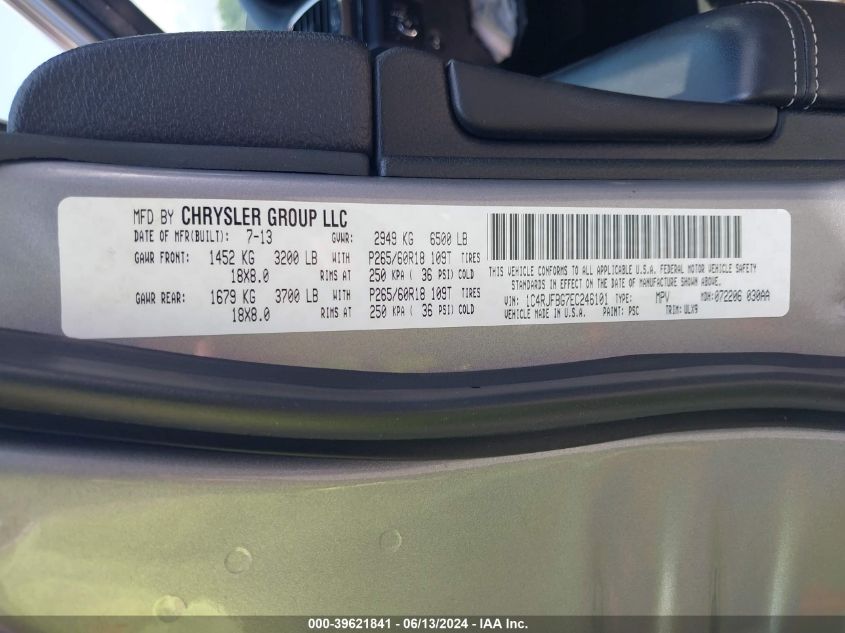 MFD BY CHRYSLER GROUP LLC
DATE OF MFR(BUILT): 7-13 GVWR: 2949 KG 6500 LB
GAWR FRONT: 1452 KG 3200 LB WITH P265/60R18 109T TIRES
18X8.0 RIMS AT 250 KPA ( 36 PSI) COLD
GAWR REAR: 1679 KG 3700 LB WITH P265/60R18 109T TIRES
18X8.0 RIMS AT 250 KPA ( 36 PSI) COLD
THIS VEHICLE CONFORMS TO ALL APPLICABLE U.S.A. FEDERAL MOTOR VEHICLE SAFETY
STANDARDS IN EFFECT ON THE DATE OF MANUFACTURE SHOWN ABOVE.
VIN: 1C4RJFBG7EC246101 TYPE: MPV MDH: 072206 030AA
VEHICLE MADE IN U.S.A. PAINT: PSC TRIM: ULX9
000-39621841 - 06/13/2024 - IAA Inc.